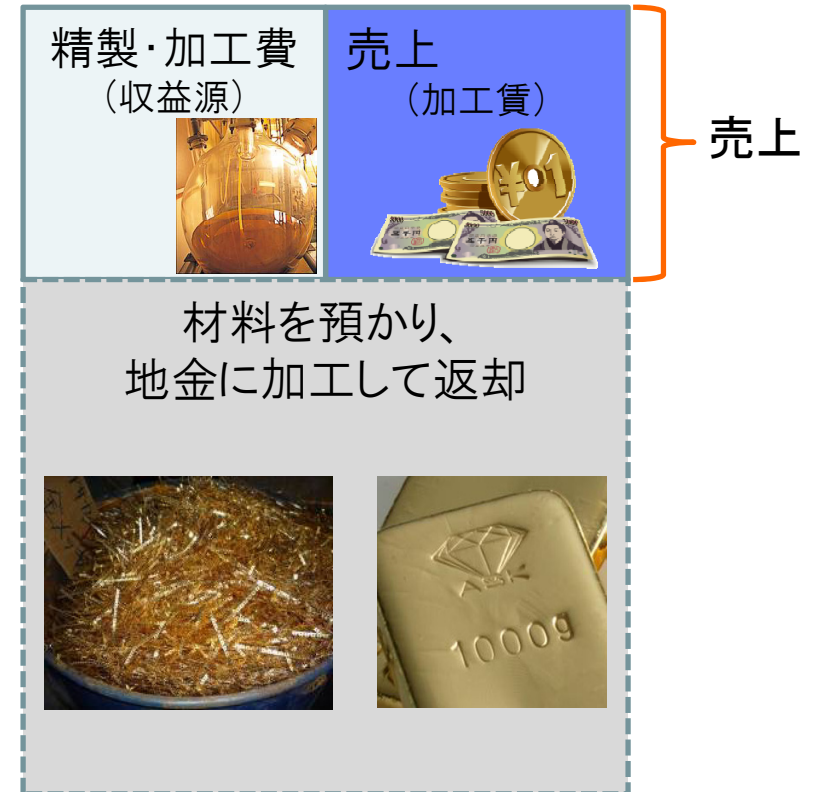 精製・加工費
（収益源）
売上
（加工賃）
売上
¥1
材料を預かり、
地金に加工して返却
ASK
1000g